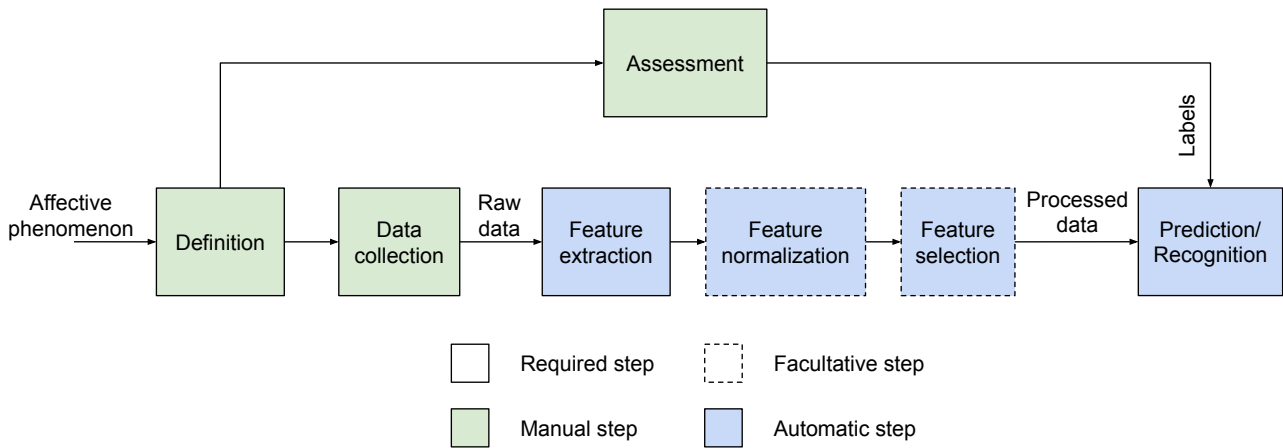 Assessment
Labels
Affective
phenomenon
Definition
Data
collection
Raw
data
Feature
extraction
Feature
normalization
Feature
selection
Processed
data
Prediction/
Recognition
Required step
Facultative step
Manual step
Automatic step